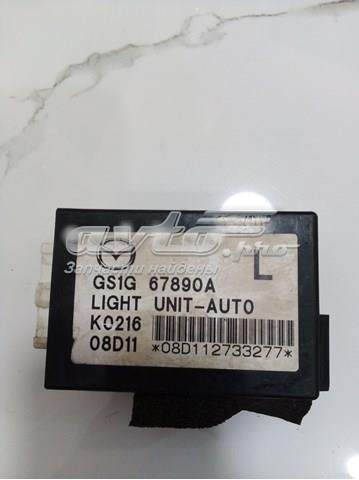 L
GS1G 67890A
LIGHT UNIT-AUTO
K0216
08D11
*08D112733277*
avto.pro
Запчасти найдены